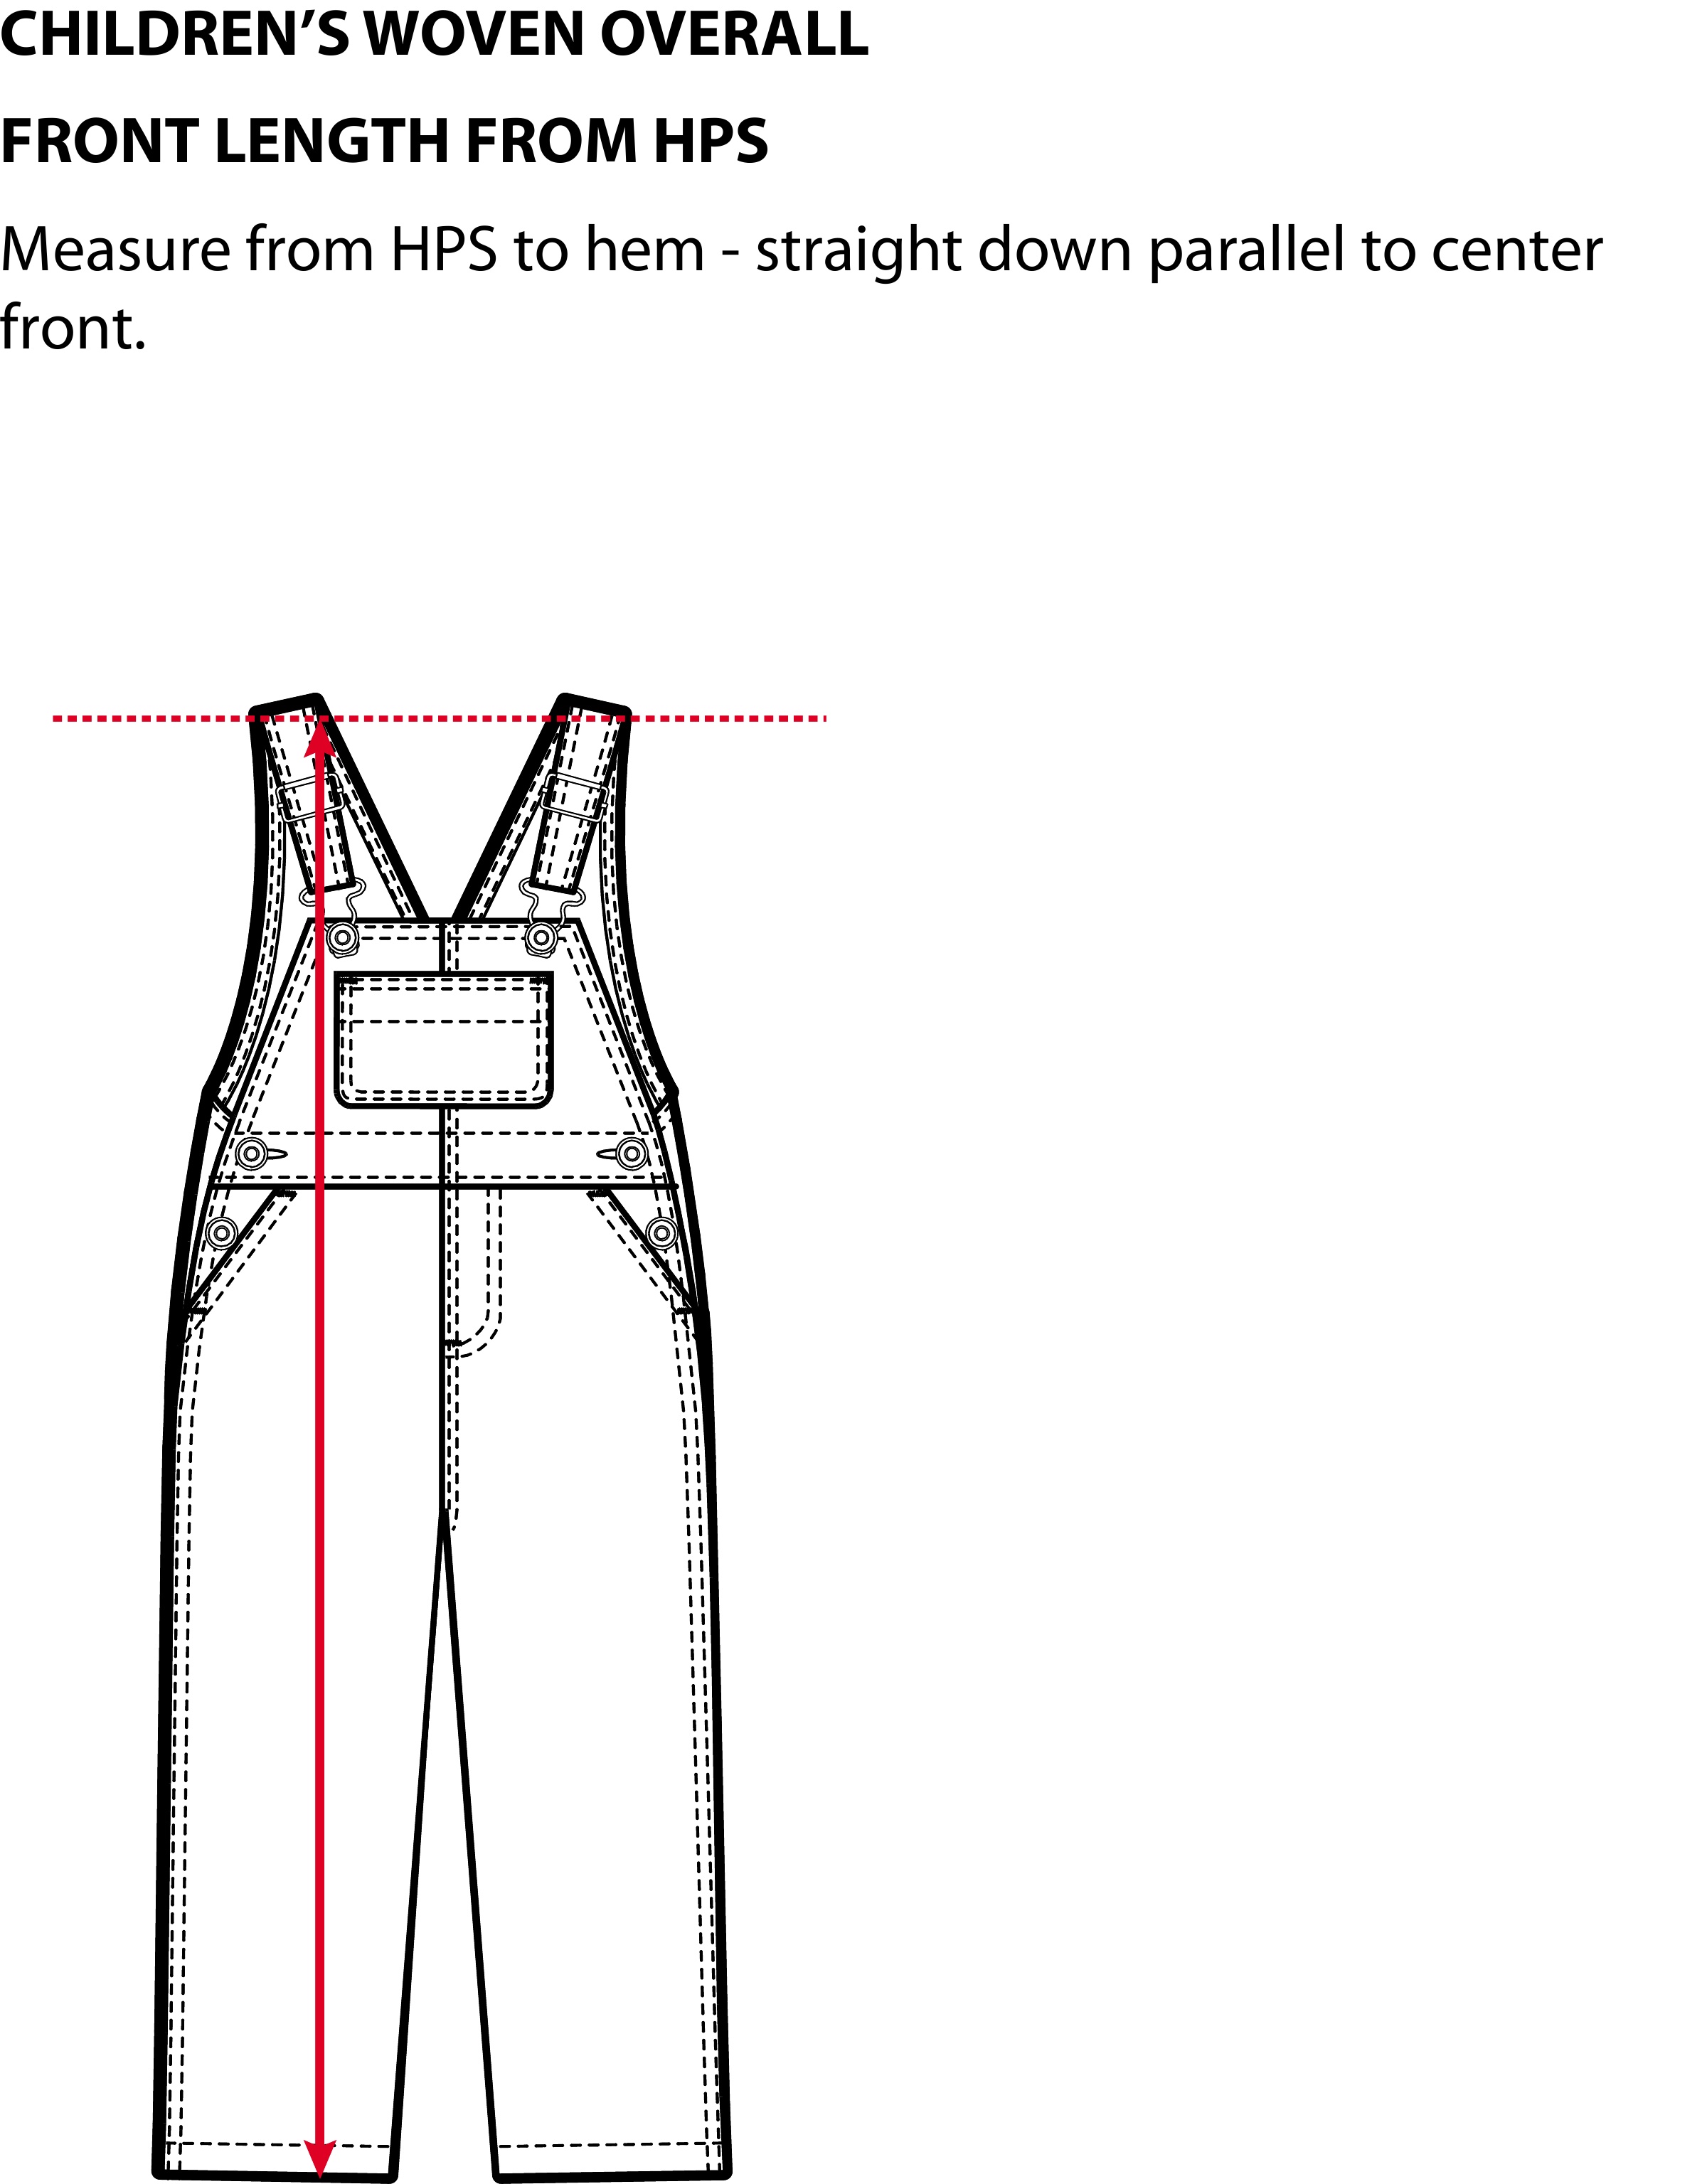 CHILDREN’S WOVEN OVERALL
FRONT LENGTH FROM HPS
Measure from HPS to hem - straight down parallel to center
front.